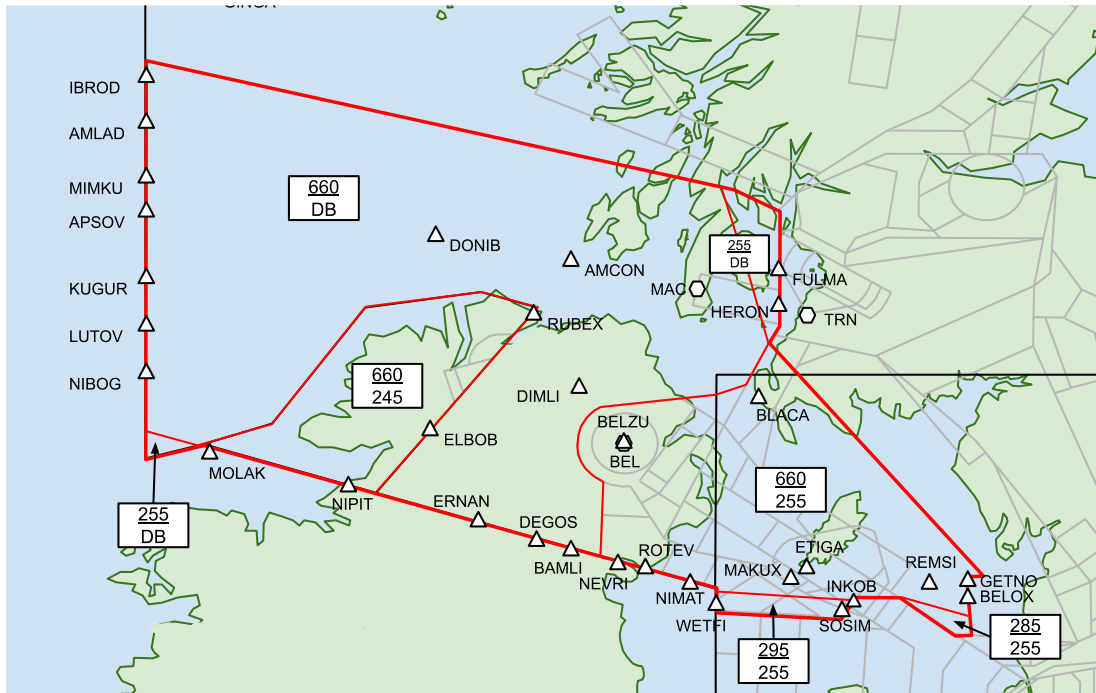 IBROD
AMLAD
MIMKU
APSOV
KUGUR
LUTOV
NIBOG
660
DB
DONIB
AMCON
MAC
255
DB
FULMA
HERON
TRN
RUBEX
660
245
DIMLI
ELBOB
BELZU
BEL
BLACA
MOLAK
NIPIT
255
DB
ERNAN
DEGOS
BAMLI
NEVRI
ROTEV
NIMAT
WETFI
660
255
ETIGA
MAKUX
INKOB
SOSIM
REMSI
GETNO
BELOX
295
255
285
255